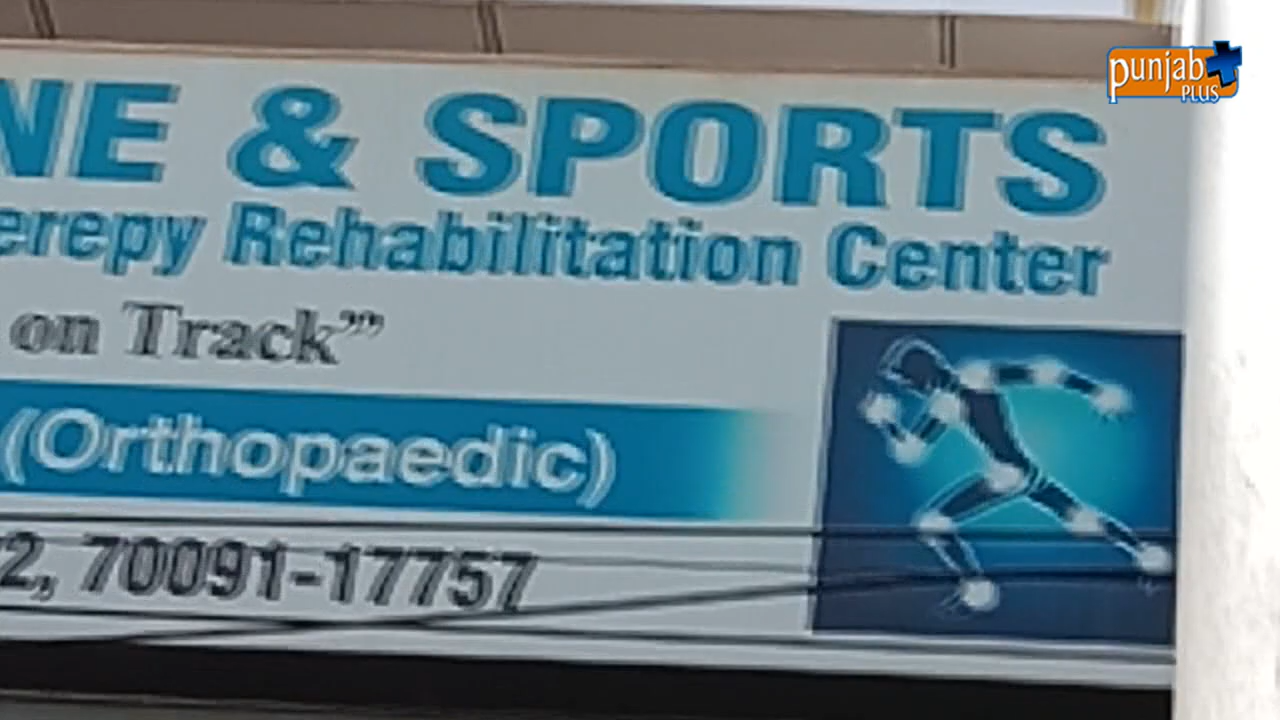 punjab
PLUS
NE & SPORTS
erepy Rehabilitation Center
on Track”’
(Orthopaedic)
2, 70091-17757